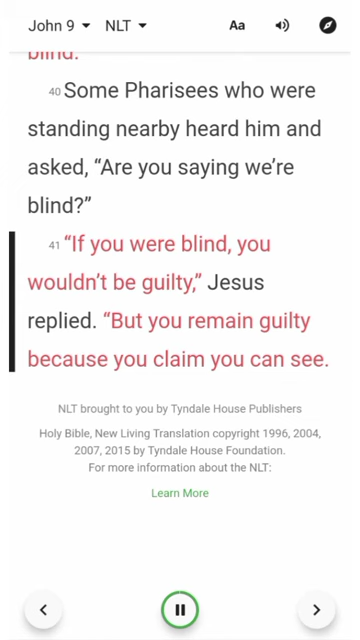 John 9 NLT Aa
blind."
40 Some Pharisees who were
standing nearby heard him and
asked, “Are you saying we’re
blind?”
41 “If you were blind, you
wouldn’t be guilty,” Jesus
replied. “But you remain guilty
because you claim you can see.
NLT brought to you by Tyndale House Publishers
Holy Bible, New Living Translation copyright 1996, 2004,
2007, 2015 by Tyndale House Foundation.
For more information about the NLT:
Learn More